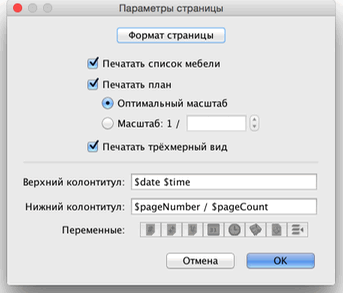 Параметры страницы
Формат страницы
Печатать список мебели
Печатать план
Оптимальный масштаб
Масштаб: 1 /
Печатать трёхмерный вид
Верхний колонтитул: $date $time
Нижний колонтитул: $pageNumber / $pageCount
Переменные:
Отмена OK